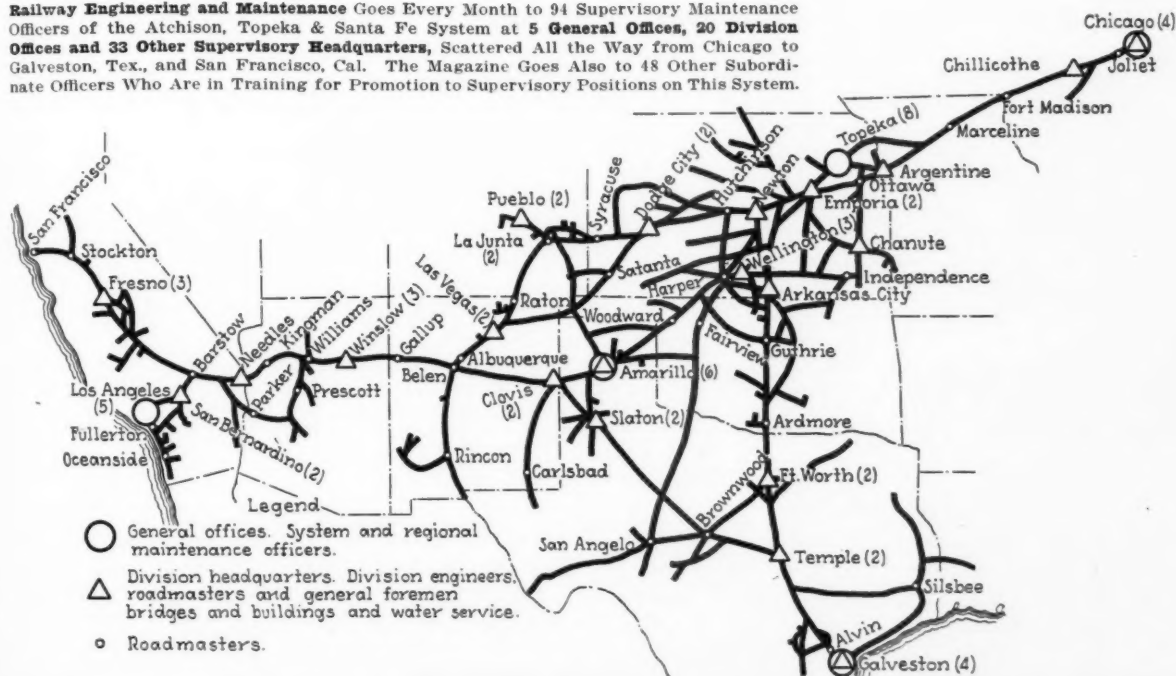 Railway Engineering and Maintenance Goes Every Month to 94 Supervisory Maintenance
Officers of the Atchison, Topeka & Santa Fe System at 5 General Offices, 20 Division
Offices and 33 Other Supervisory Headquarters, Scattered All the Way from Chicago to
Galveston, Tex., and San Francisco, Cal. The Magazine Goes Also to 48 Other Subordi-
nate Officers Who Are in Training for Promotion to Supervisory Positions on This System.
Chicago (4)
Chillicothe
Joliet
Fort Madison
Marceline
Topeka (8)
Argentine
Ottawa
Emporia (2)
Newton
Hutchinson
Dodge City (2)
Syracuse
Pueblo (2)
La Junta
(2)
Chanute
Wellington (3)
Independence
Harper
Satanta
Arkansas City
San Francisco
Stockton
Fresno (3)
Las Vegas (2)
Raton
Woodward
Fairview
Guthrie
Barstow
Needles
Kingman
Williams
Winslow (3)
Gallup
Albuquerque
Belen
Amarillo (6)
Clovis
(2)
Los Angeles
(5)
Parker
Prescott
San Bernardino (2)
Fullerton
Oceanside
Slaton (2)
Ardmore
Rincon
Carlsbad
Brownwood
Ft. Worth (2)
San Angelo
Temple (2)
Silsbee
Alvin
Galveston (4)
Legend
General offices. System and regional
maintenance officers.
Division headquarters. Division engineers,
roadmasters and general foremen
bridges and buildings and water service.
Roadmasters.